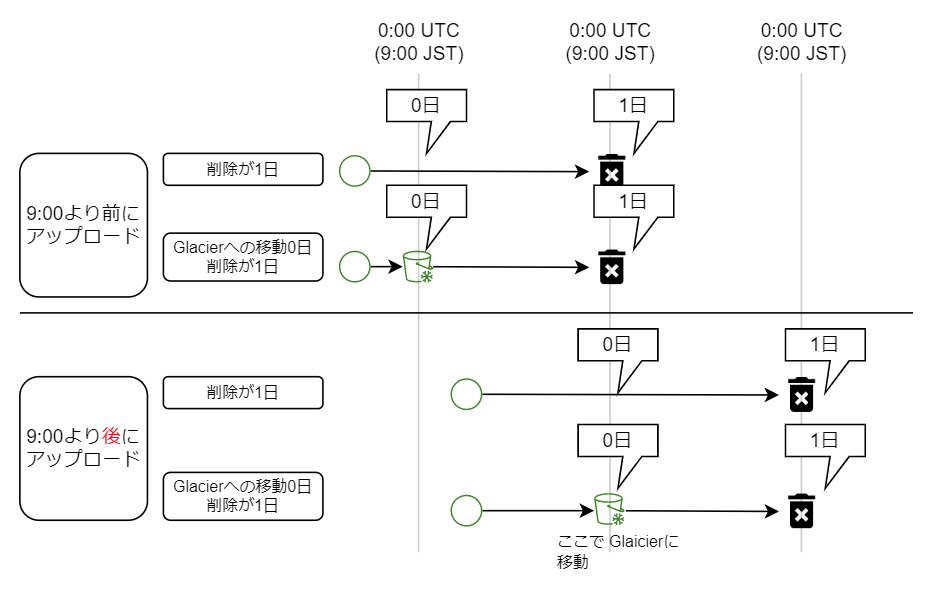 0:00 UTC
(9:00 JST)
0:00 UTC
(9:00 JST)
0:00 UTC
(9:00 JST)
0日
1日
9:00より前に
アップロード
削除が1日
0日
1日
Glacierへの移動0日
削除が1日
0日
1日
9:00より後に
アップロード
削除が1日
0日
1日
Glacierへの移動0日
削除が1日
ここで Glaicierに
移動